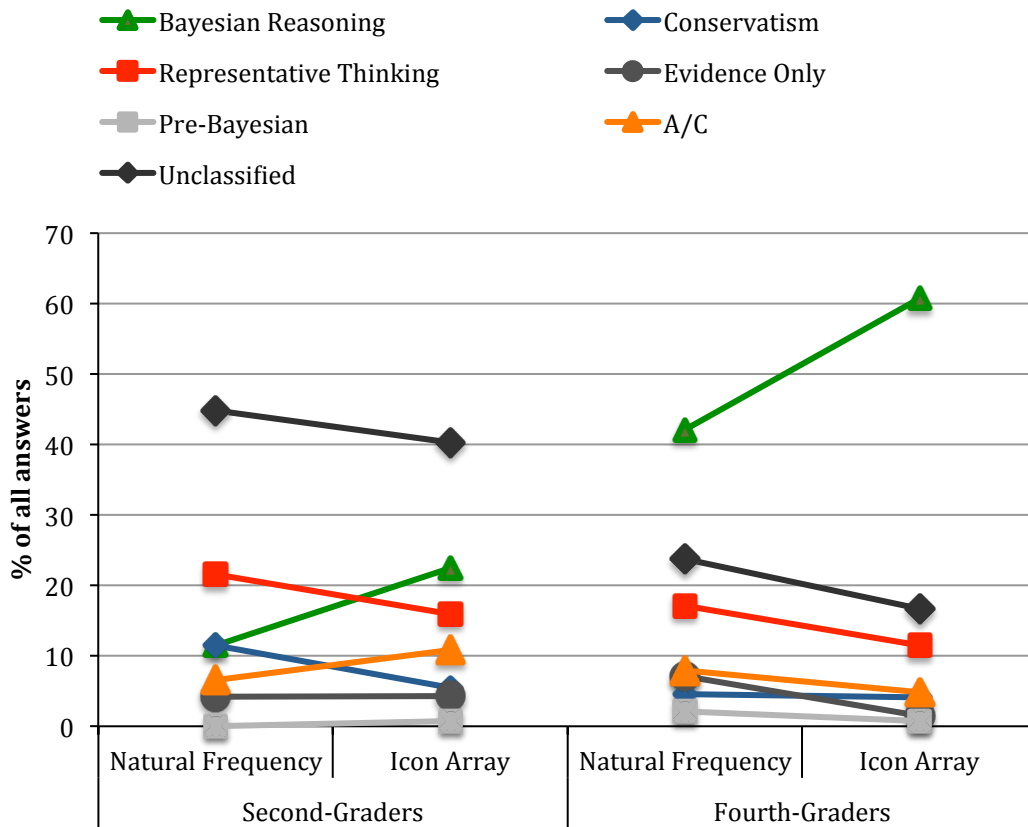 Bayesian Reasoning
Conservatism
Representative Thinking
Evidence Only
Pre-Bayesian
A/C
Unclassified
% of all answers
70
60
50
40
30
20
10
0
Natural Frequency
Icon Array
Natural Frequency
Icon Array
Second-Graders
Fourth-Graders